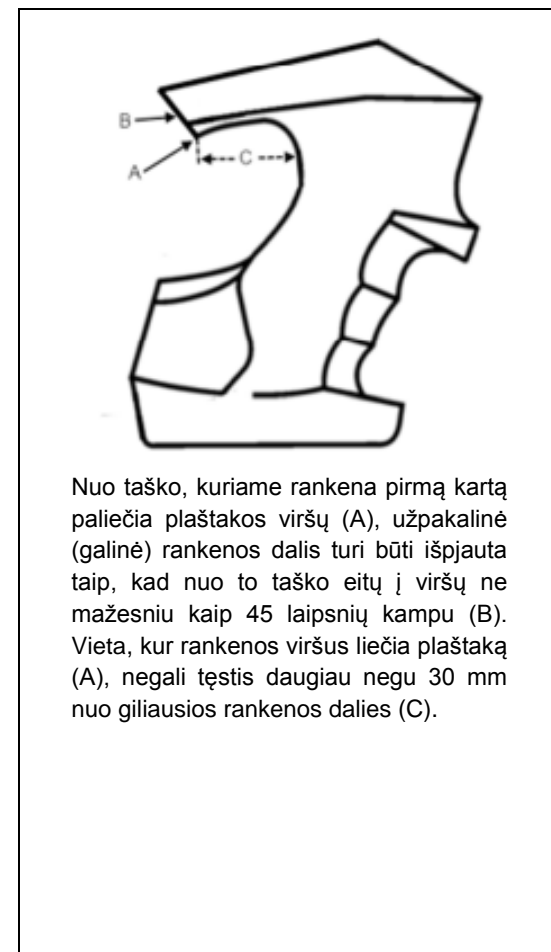 B
C
A
Nuo taško, kuriame rankena pirmą kartą
paliečia plaštakos viršų (A), užpakalinė
(galinė) rankenos dalis turi būti išpjauta
taip, kad nuo to taško eitų į viršų ne
mažesniu kaip 45 laipsnių kampu (B).
Vieta, kur rankenos viršus liečia plaštaką
(A), negali tęstis daugiau negu 30 mm
nuo giliausios rankenos dalies (C).